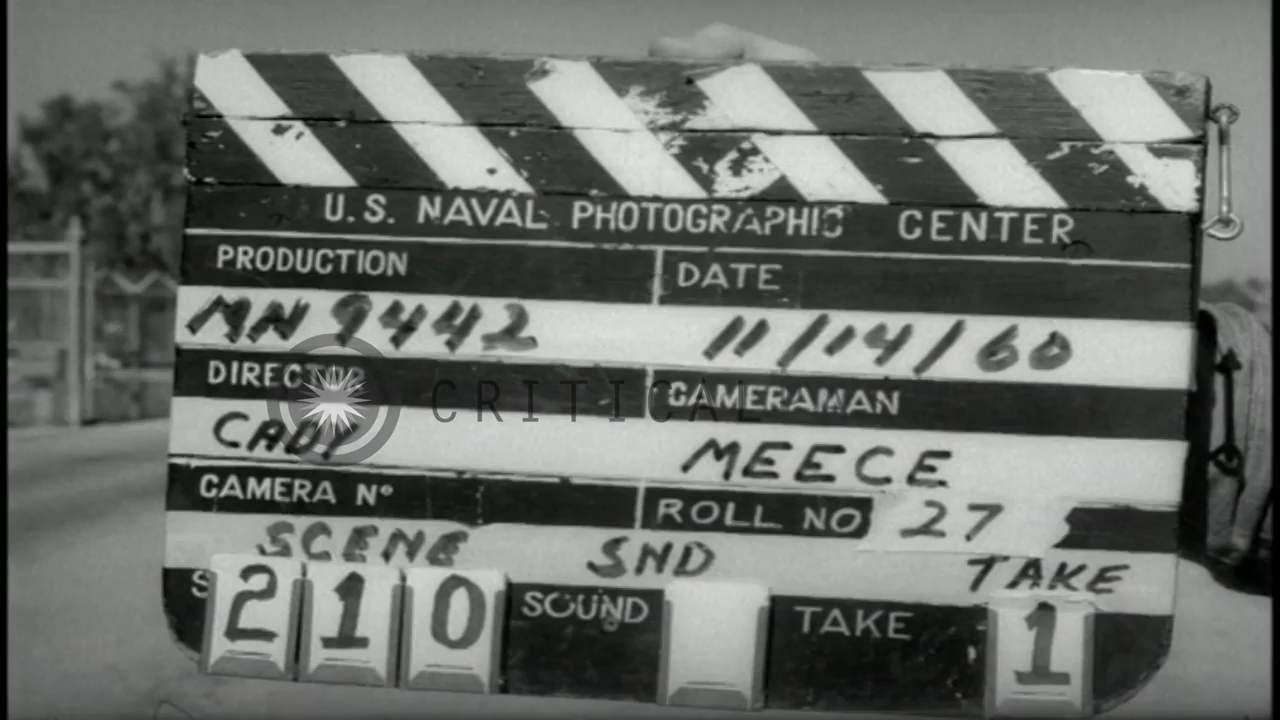 U.S. NAVAL PHOTOGRAPHIC CENTER
PRODUCTION DATE
MN 9442 11/14/60
DIRECTOR CAMERAMAN
CRITICAL
CADY MEECE
CAMERA Nº ROLL NO 27
SCENE SND TAKE
S 210 SOUND TAKE 1